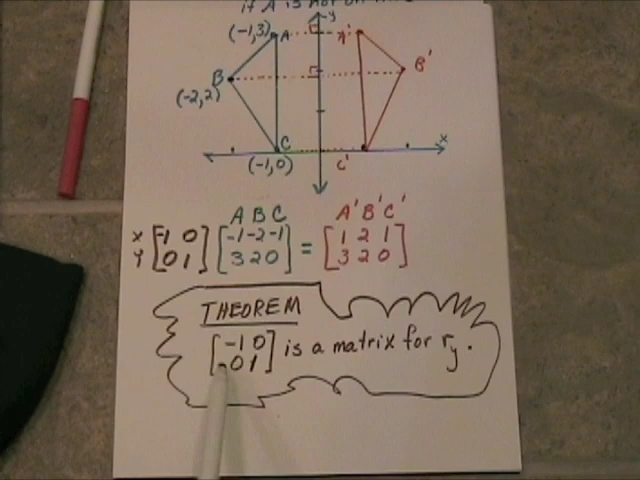 if A is not on
y
(-1,3) A A'
B B'
(-2,2)
C x
(-1,0) C'
A B C A' B' C'
x [-1 0] [-1 -2 -1] = [1 2 1]
y [0 1] [3 2 0] [3 2 0]
THEOREM
[-1 0] is a matrix for ry.
[0 1]